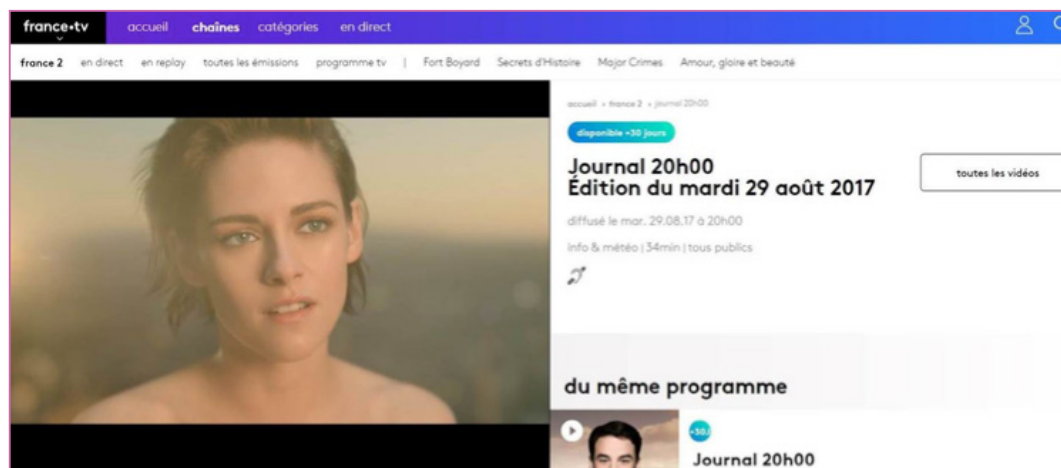 france•tv accueil chaînes catégories en direct
france 2 en direct en replay toutes les émissions programme tv | Fort Boyard Secrets d'Histoire Major Crimes Amour, gloire et beauté
accueil > france 2 > journal 20h00
disponible +30 jours
Journal 20h00
Édition du mardi 29 août 2017
toutes les vidéos
diffusé le mar. 29.08.17 à 20h00
info & météo | 34min | tous publics
du même programme
+30j
Journal 20h00